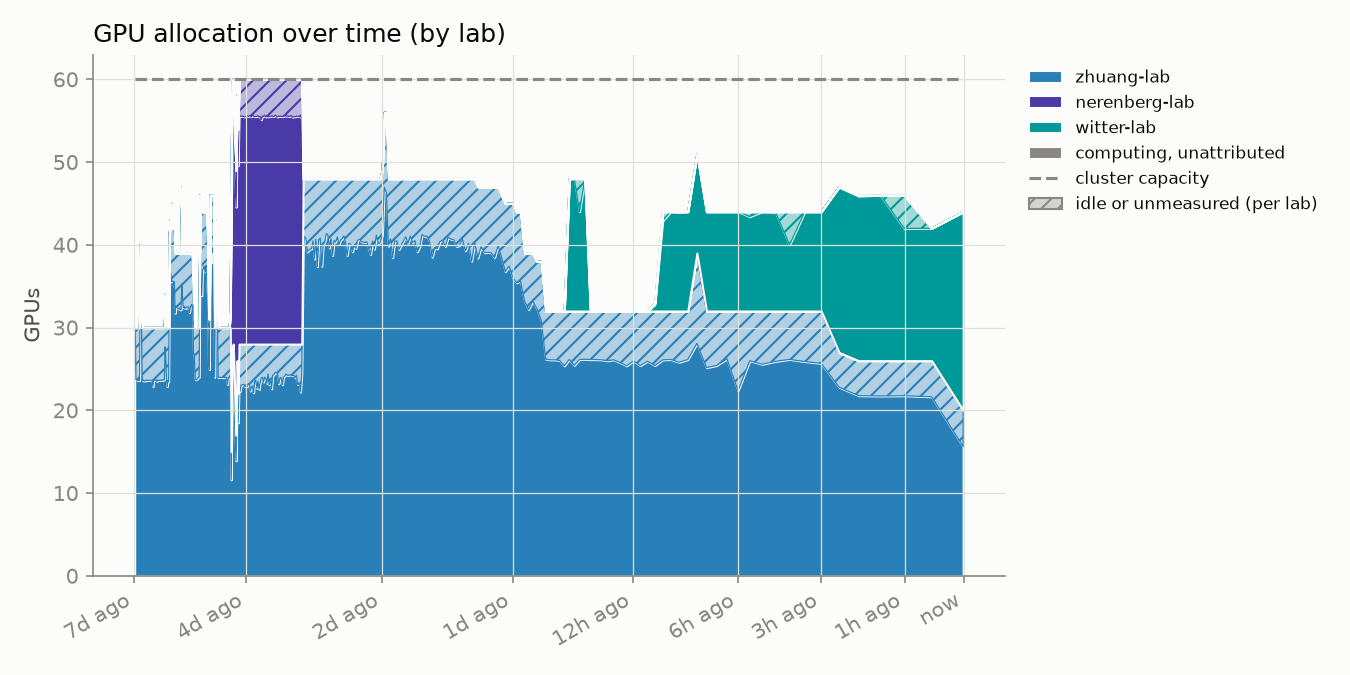 GPU allocation over time (by lab)
GPUs
60
50
40
30
20
10
0
7d ago
4d ago
2d ago
1d ago
12h ago
6h ago
3h ago
1h ago
now
zhuang-lab
nerenberg-lab
witter-lab
computing, unattributed
cluster capacity
idle or unmeasured (per lab)